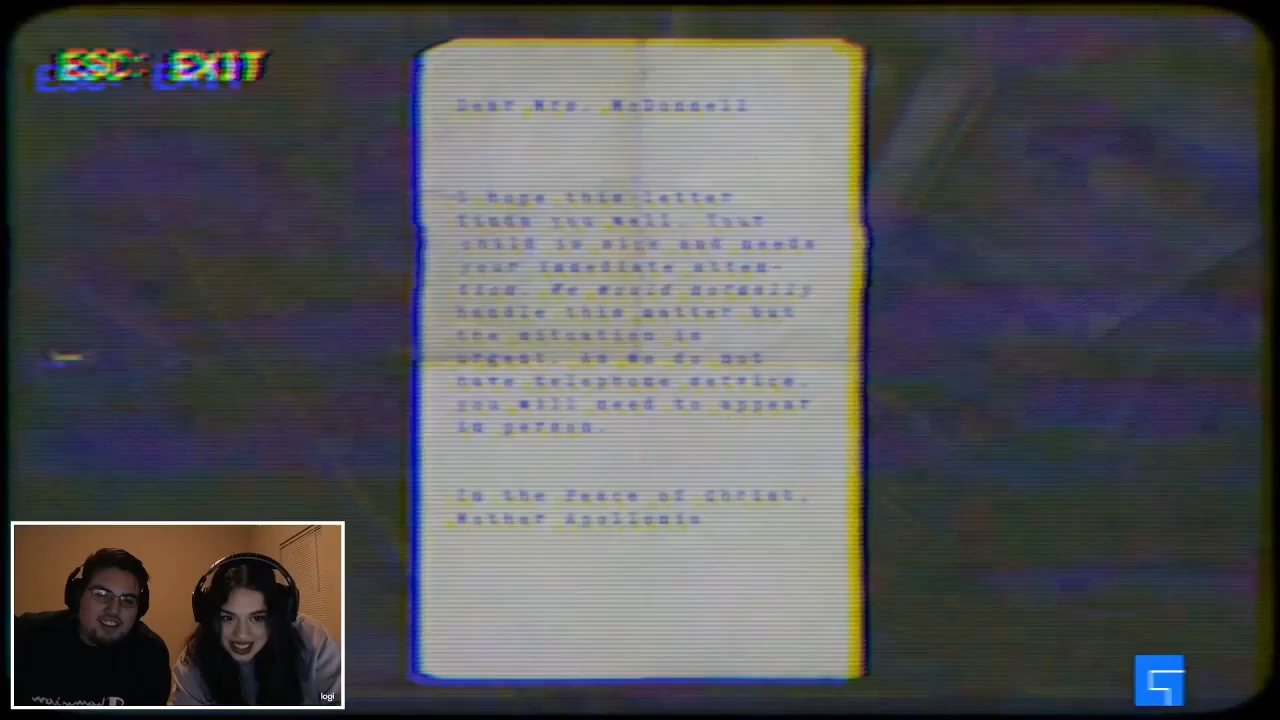 ESC: EXIT
Dear Mrs. McDonnell
I hope this letter
finds you well. Your
child is sick and needs
your immediate atten-
tion. We would normally
handle this matter but
the situation is
urgent. As we do not
have telephone service,
you will need to appear
in person.
In the Peace of Christ,
Mother Apollonia
logi